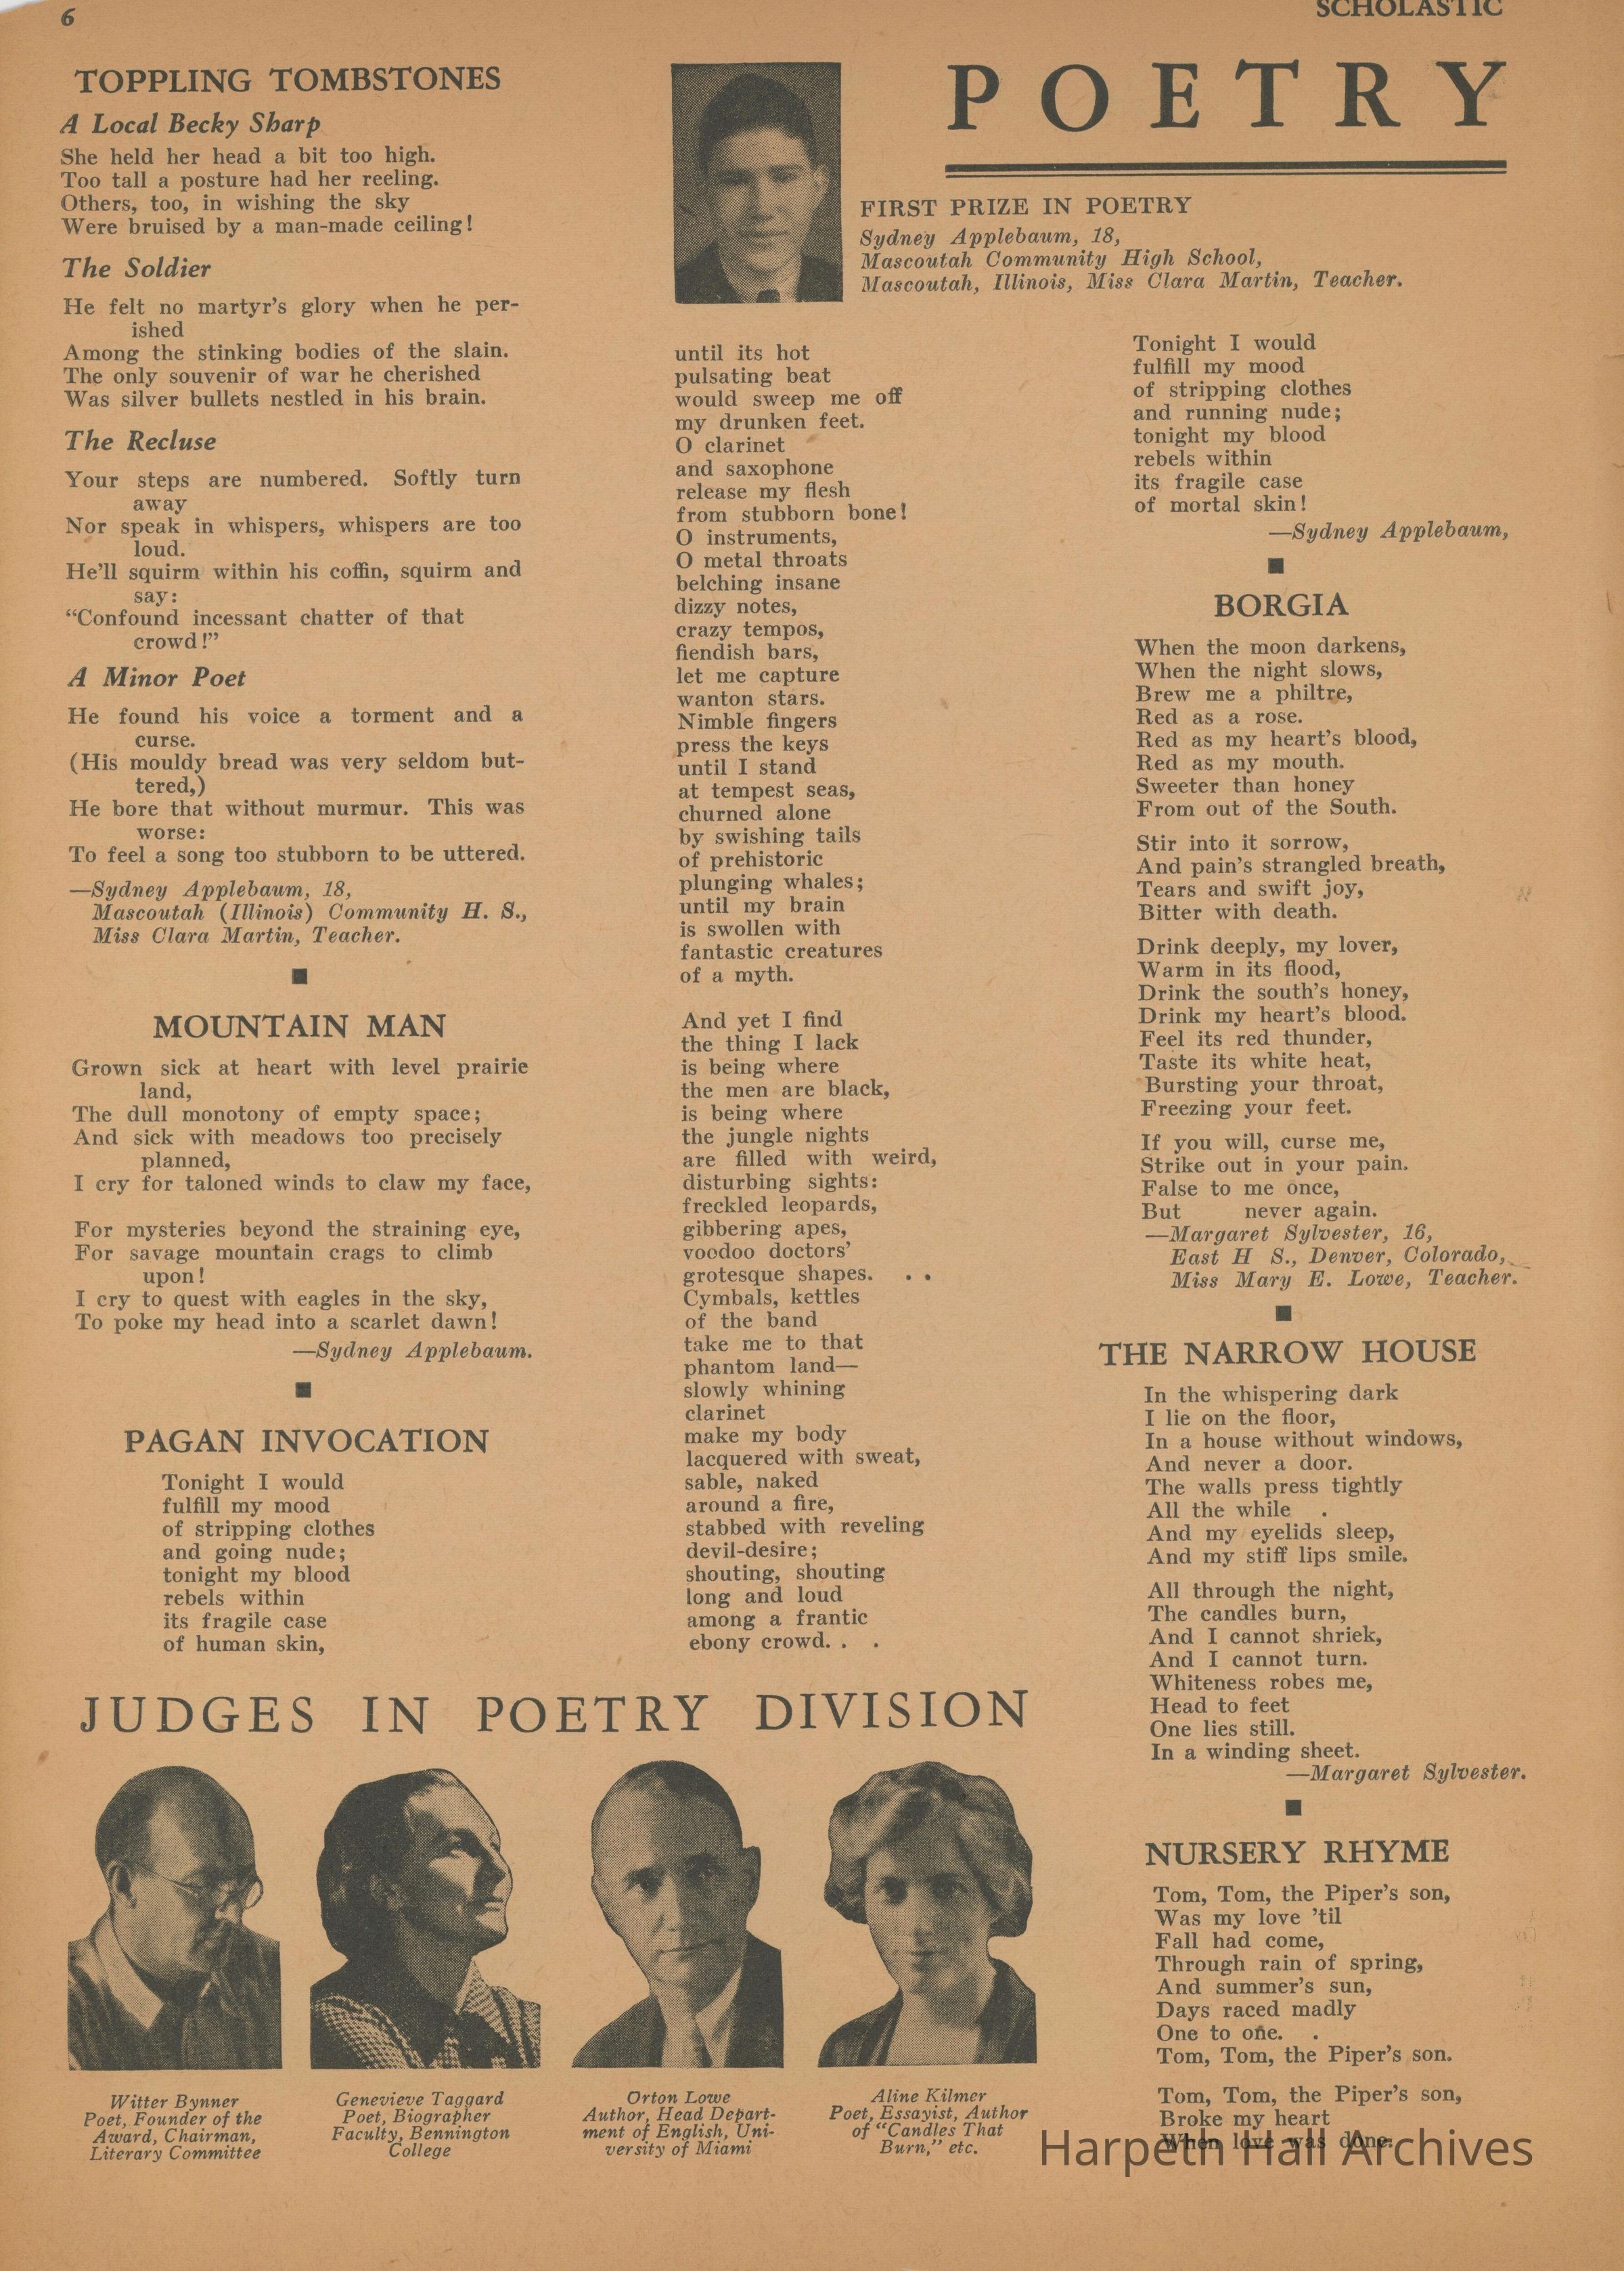 6
SCHOLASTIC
POETRY
FIRST PRIZE IN POETRY
Sydney Applebaum, 18,
Mascoutah Community High School,
Mascoutah, Illinois, Miss Clara Martin, Teacher.
TOPPLING TOMBSTONES
A Local Becky Sharp
She held her head a bit too high.
Too tall a posture had her reeling.
Others, too, in wishing the sky
Were bruised by a man-made ceiling!
The Soldier
He felt no martyr's glory when he per-
ished
Among the stinking bodies of the slain.
The only souvenir of war he cherished
Was silver bullets nestled in his brain.
The Recluse
Your steps are numbered. Softly turn
away
Nor speak in whispers, whispers are too
loud.
He'll squirm within his coffin, squirm and
say:
"Confound incessant chatter of that
crowd!"
A Minor Poet
He found his voice a torment and a
curse.
(His mouldy bread was very seldom but-
tered,)
He bore that without murmur. This was
worse:
To feel a song too stubborn to be uttered.
—Sydney Applebaum, 18,
Mascoutah (Illinois) Community H. S.,
Miss Clara Martin, Teacher.
MOUNTAIN MAN
Grown sick at heart with level prairie
land,
The dull monotony of empty space;
And sick with meadows too precisely
planned,
I cry for taloned winds to claw my face,
For mysteries beyond the straining eye,
For savage mountain crags to climb
upon!
I cry to quest with eagles in the sky,
To poke my head into a scarlet dawn!
—Sydney Applebaum.
PAGAN INVOCATION
Tonight I would
fulfill my mood
of stripping clothes
and going nude;
tonight my blood
rebels within
its fragile case
of human skin,
until its hot
pulsating beat
would sweep me off
my drunken feet.
O clarinet
and saxophone
release my flesh
from stubborn bone!
O instruments,
O metal throats
belching insane
dizzy notes,
crazy tempos,
fiendish bars,
let me capture
wanton stars.
Nimble fingers
press the keys
until I stand
at tempest seas,
churned alone
by swishing tails
of prehistoric
plunging whales;
until my brain
is swollen with
fantastic creatures
of a myth.
And yet I find
the thing I lack
is being where
the men are black,
is being where
the jungle nights
are filled with weird,
disturbing sights:
freckled leopards,
gibbering apes,
voodoo doctors'
grotesque shapes. . .
Cymbals, kettles
of the band
take me to that
phantom land—
slowly whining
clarinet
make my body
lacquered with sweat,
sable, naked
around a fire,
stabbed with reveling
devil-desire;
shouting, shouting
long and loud
among a frantic
ebony crowd. . .
Tonight I would
fulfill my mood
of stripping clothes
and running nude;
tonight my blood
rebels within
its fragile case
of mortal skin!
—Sydney Applebaum,
BORGIA
When the moon darkens,
When the night slows,
Brew me a philtre,
Red as a rose.
Red as my heart's blood,
Red as my mouth.
Sweeter than honey
From out of the South.
Stir into it sorrow,
And pain's strangled breath,
Tears and swift joy,
Bitter with death.
Drink deeply, my lover,
Warm in its flood,
Drink the south's honey,
Drink my heart's blood.
Feel its red thunder,
Taste its white heat,
Bursting your throat,
Freezing your feet.
If you will, curse me,
Strike out in your pain.
False to me once,
But never again.
—Margaret Sylvester, 16,
East H S., Denver, Colorado,
Miss Mary E. Lowe, Teacher.
THE NARROW HOUSE
In the whispering dark
I lie on the floor,
In a house without windows,
And never a door.
The walls press tightly
All the while .
And my eyelids sleep,
And my stiff lips smile.
All through the night,
The candles burn,
And I cannot shriek,
And I cannot turn.
Whiteness robes me,
Head to feet
One lies still.
In a winding sheet.
—Margaret Sylvester.
NURSERY RHYME
Tom, Tom, the Piper's son,
Was my love 'til
Fall had come,
Through rain of spring,
And summer's sun,
Days raced madly
One to one. .
Tom, Tom, the Piper's son.
Tom, Tom, the Piper's son,
Broke my heart
When love was done.
JUDGES IN POETRY DIVISION
Witter Bynner
Poet, Founder of the
Award, Chairman,
Literary Committee
Genevieve Taggard
Poet, Biographer
Faculty, Bennington
College
Orton Lowe
Author, Head Depart-
ment of English, Uni-
versity of Miami
Aline Kilmer
Poet, Essayist, Author
of "Candles That
Burn," etc.
Harpeth Hall Archives